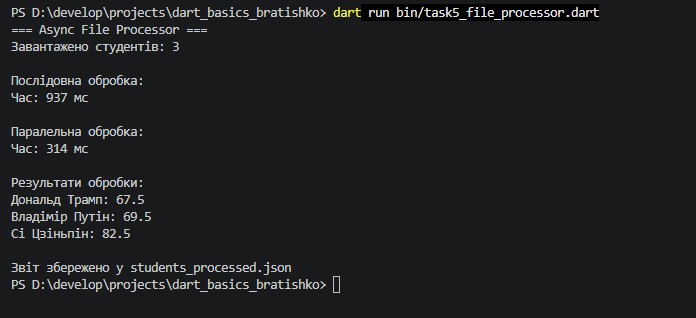 PS D:\develop\projects\dart_basics_bratishko> dart run bin/task5_file_processor.dart
=== Async File Processor ===
Завантажено студентів: 3
Послідовна обробка:
Час: 937 мс
Паралельна обробка:
Час: 314 мс
Результати обробки:
Дональд Трамп: 67.5
Владімір Путін: 69.5
Сі Цзіньпін: 82.5
Звіт збережено у students_processed.json
PS D:\develop\projects\dart_basics_bratishko>